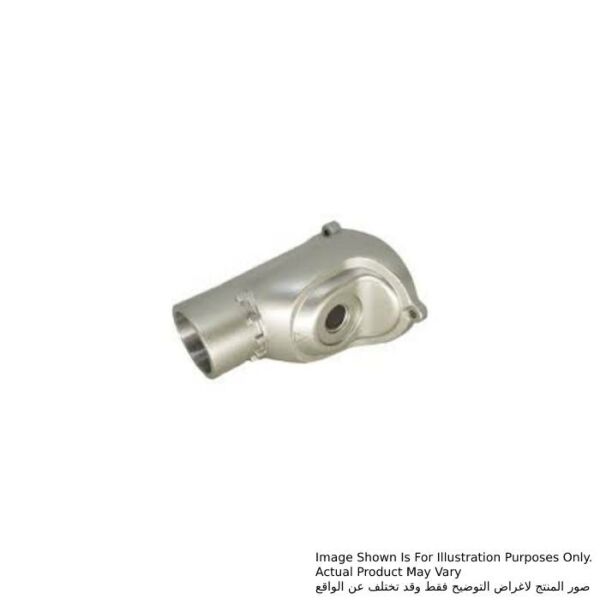 Image Shown Is For Illustration Purposes Only.
Actual Product May Vary
صور المنتج لاغراض التوضيح فقط وقد تختلف عن الواقع